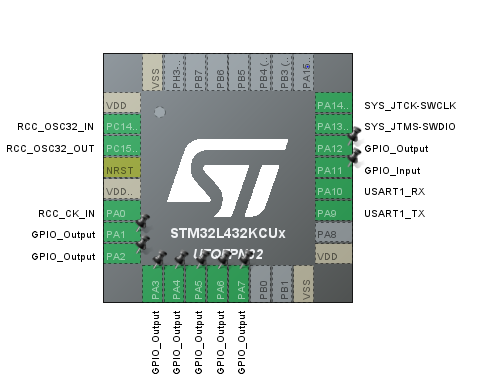 VSS
PH3...
PB7
PB6
PB5
PB4(...
PB3 (...
PA15...
VDD
PA14...
SYS_JTCK-SWCLK
RCC_OSC32_IN
PC14...
PA13...
SYS_JTMS-SWDIO
RCC_OSC32_OUT
PC15...
PA12
GPIO_Output
NRST
PA11
GPIO_Input
VDD...
PA10
USART1_RX
RCC_CK_IN
PA0
PA9
USART1_TX
GPIO_Output
PA1
STM32L432KCUx
PA8
GPIO_Output
PA2
UFQFPN32
VDD
PA3
PA4
PA5
PA6
PA7
PB0
PB1
VSS
GPIO_Output
GPIO_Output
GPIO_Output
GPIO_Output
GPIO_Output